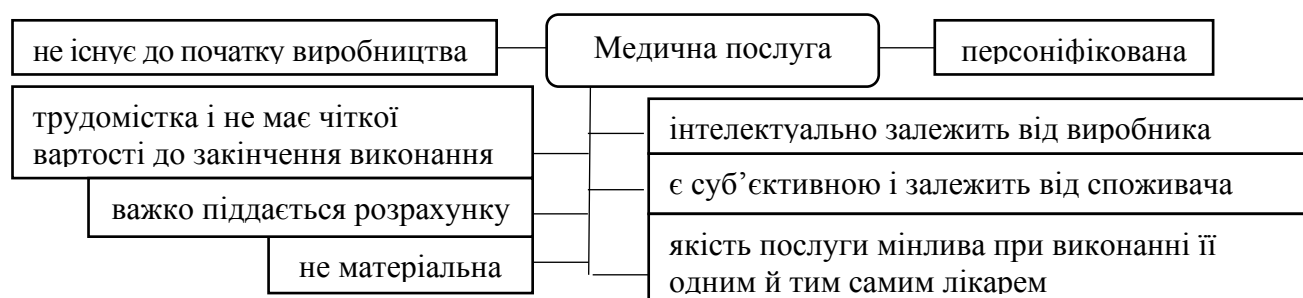 не існує до початку виробництва
Медична послуга
персоніфікована
трудомістка і не має чіткої
вартості до закінчення виконання
важко піддається розрахунку
не матеріальна
інтелектуально залежить від виробника
є суб’єктивною і залежить від споживача
якість послуги мінлива при виконанні її
одним й тим самим лікарем